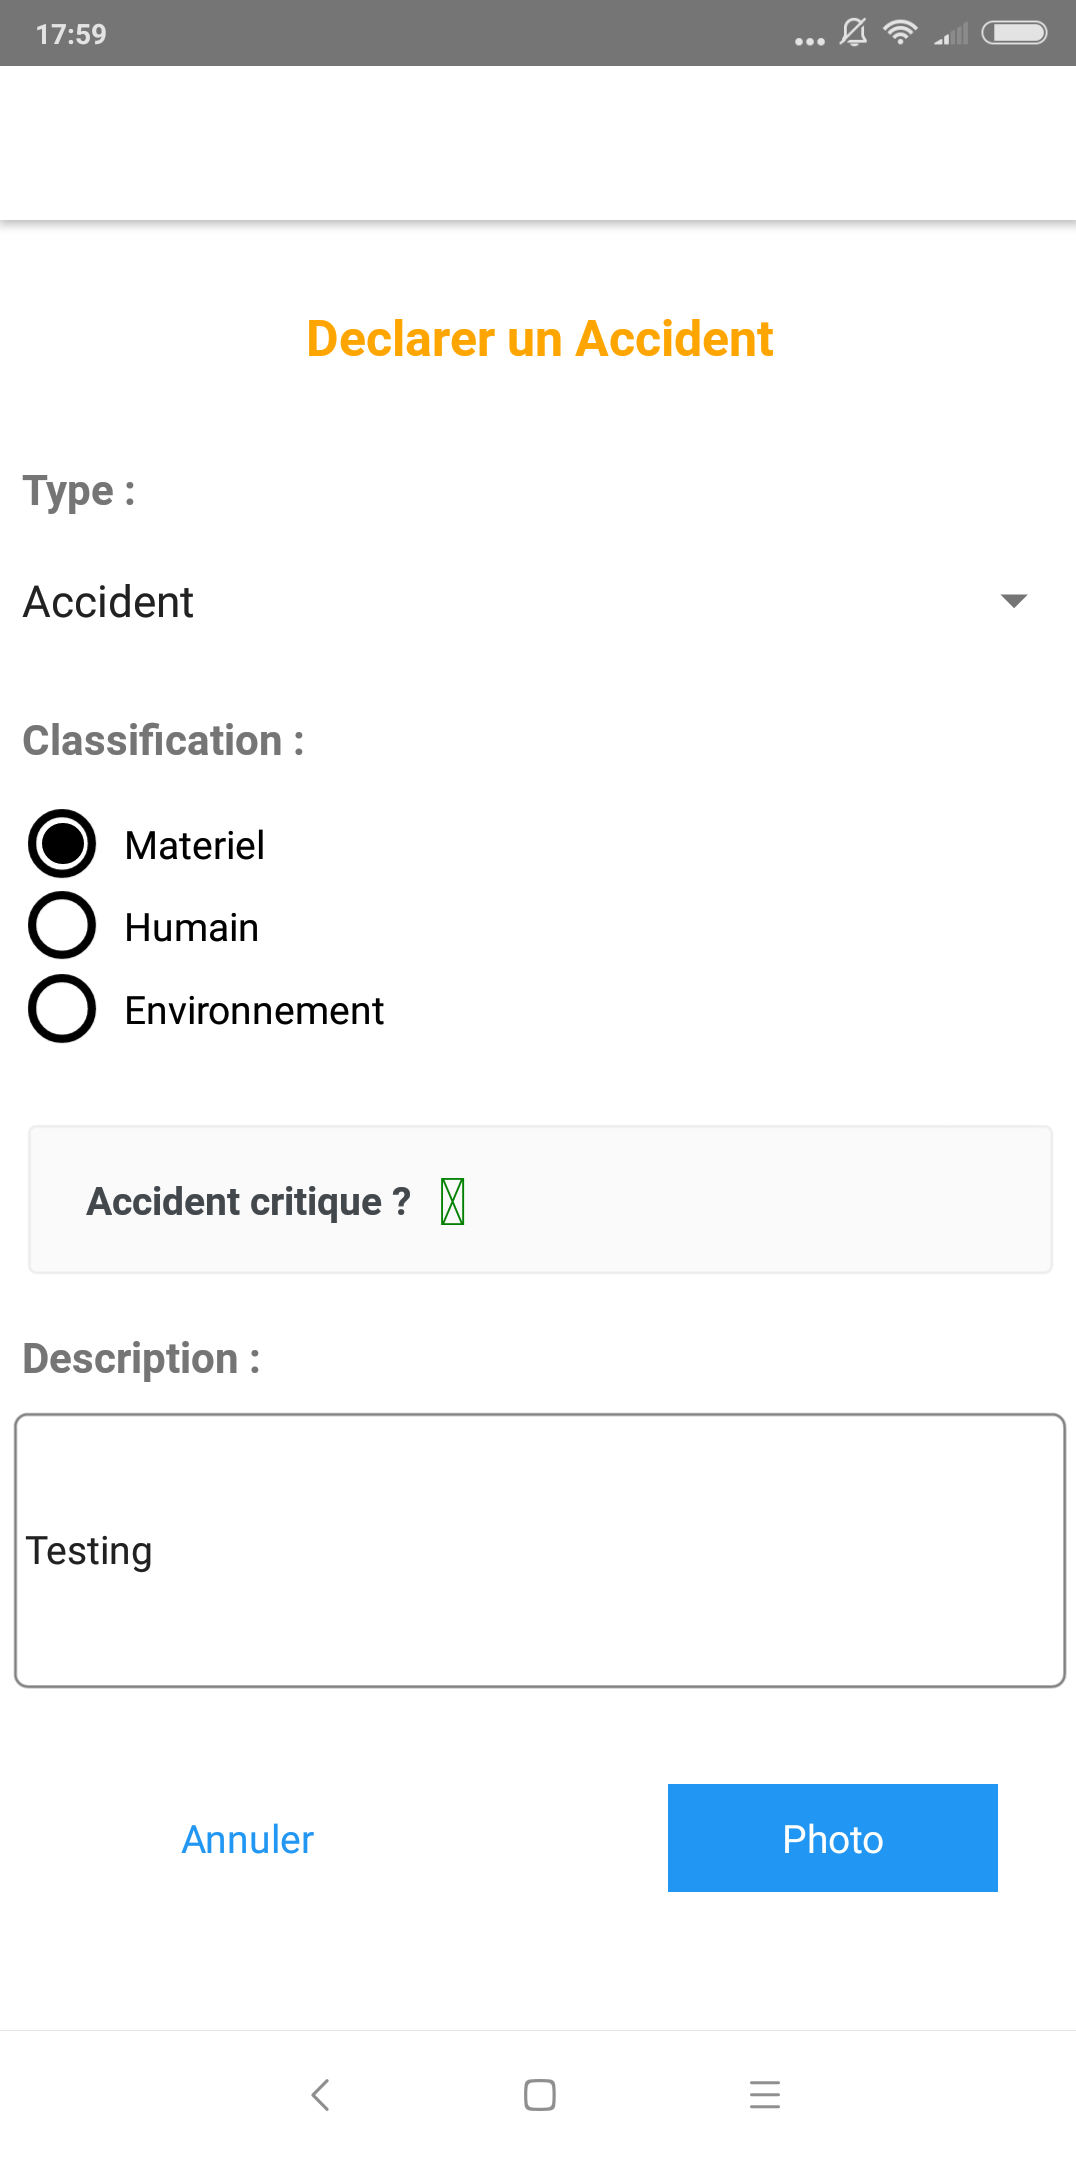 17:59
Declarer un Accident
Type :
Accident
Classification :
Materiel
Humain
Environnement
Accident critique ?
Description :
Testing
Annuler
Photo